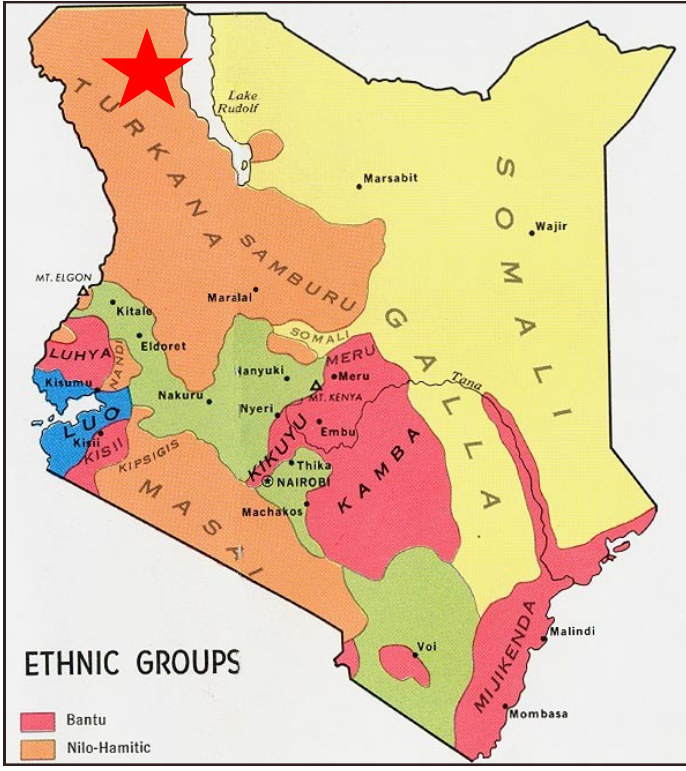 Lake
Rudolf
TURKANA
Marsabit
SOMALI
Wajir
SAMBURU
MT. ELGON
Maralal
Kitale
GALLA
SOMALI
Eldoret
LUHYA
NANDI
MERU
Nanyuki
Meru
Tana
Kisumu
MT. KENYA
Nakuru
Nyeri
LUO
Embu
Kisii
KISII
KIKUYU
KAMBA
KIPSIGIS
Thika
NAIROBI
MASAI
Machakos
MIJIKENDA
Malindi
Voi
Mombasa
ETHNIC GROUPS
Bantu
Nilo-Hamitic